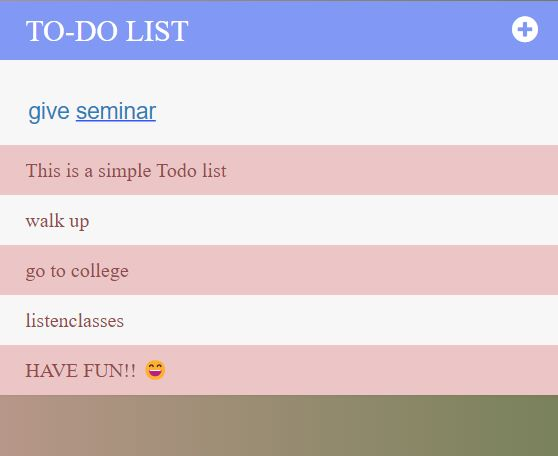 TO-DO LIST
give seminar
This is a simple Todo list
walk up
go to college
listenclasses
HAVE FUN!! 😄